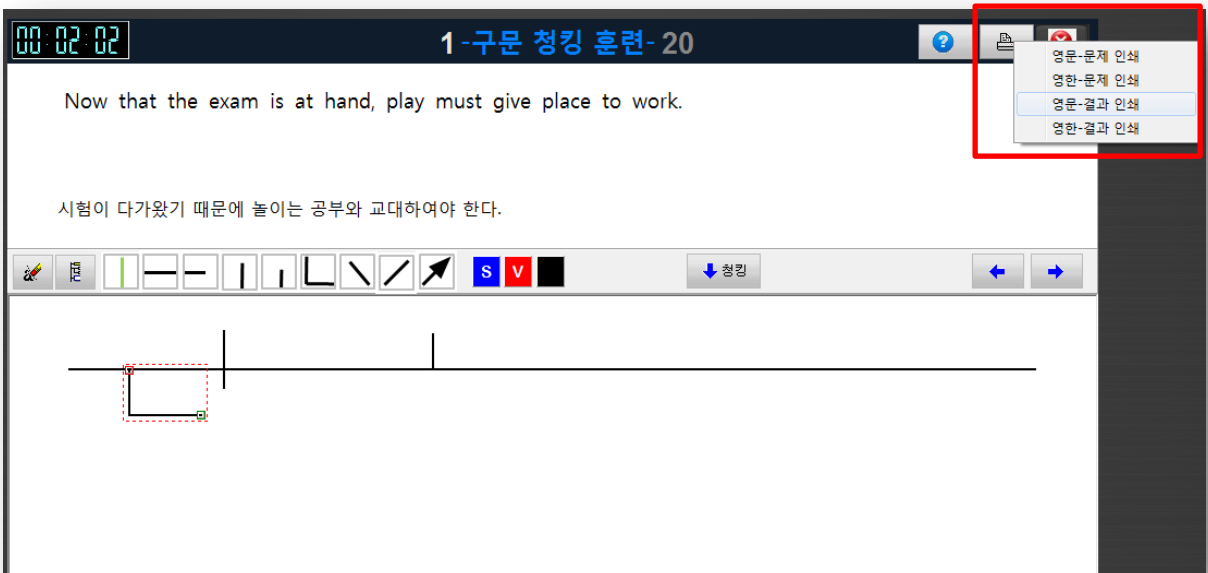 00:02:02
1 -구문 청킹 훈련- 20
?
영문-문제 인쇄
영한-문제 인쇄
영문-결과 인쇄
영한-결과 인쇄
Now that the exam is at hand, play must give place to work.
시험이 다가왔기 때문에 놀이는 공부와 교대하여야 한다.
S V
청킹